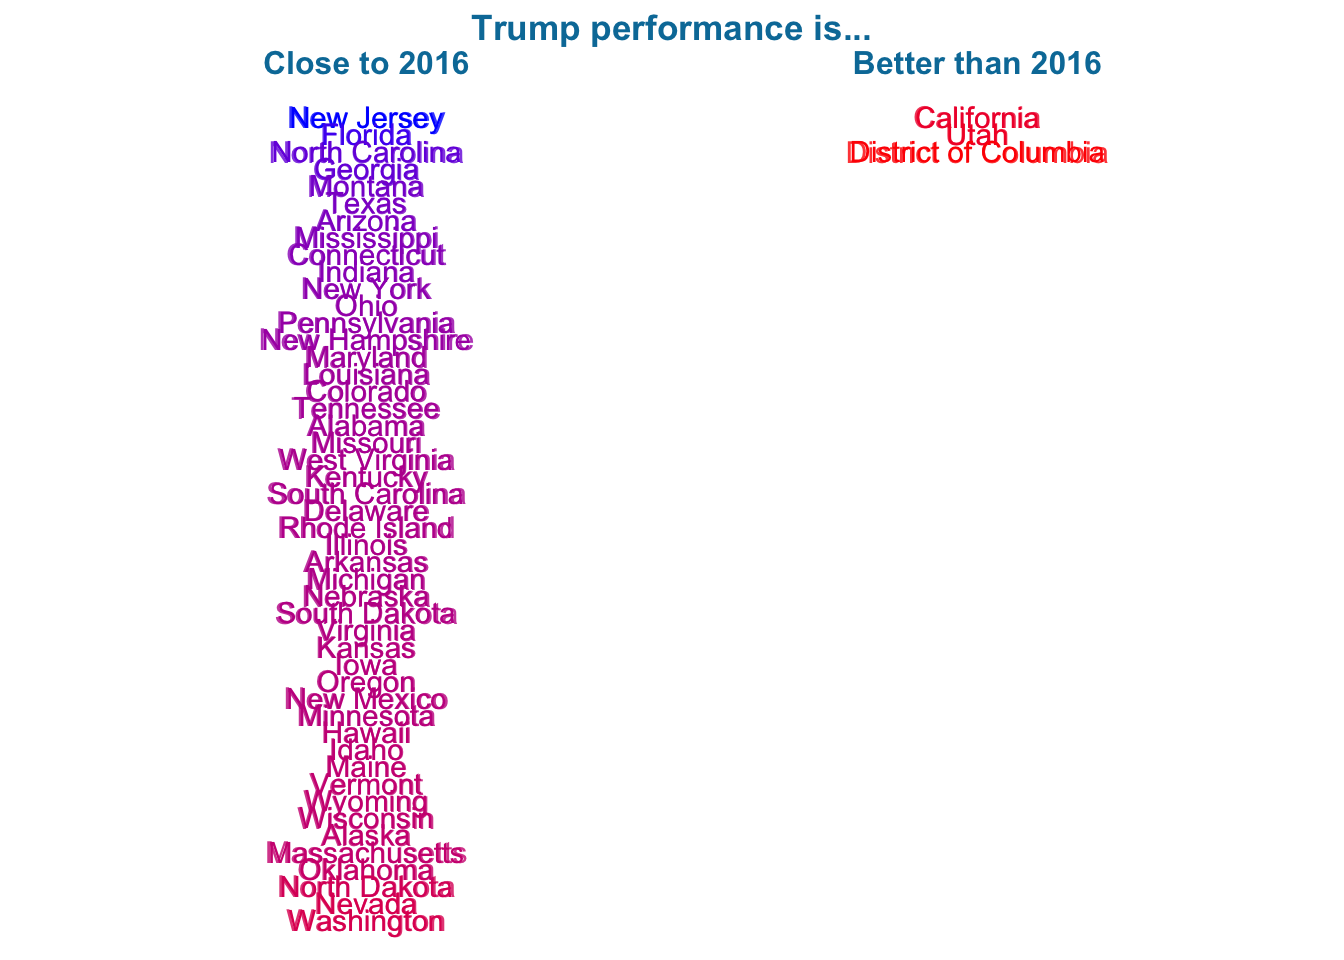 Trump performance is...
Close to 2016
Better than 2016
New Jersey
Florida
North Carolina
Georgia
Montana
Texas
Arizona
Mississippi
Connecticut
Indiana
New York
Ohio
Pennsylvania
New Hampshire
Maryland
Louisiana
Colorado
Tennessee
Alabama
Missouri
West Virginia
Kentucky
South Carolina
Delaware
Rhode Island
Illinois
Arkansas
Michigan
Nebraska
South Dakota
Virginia
Kansas
Iowa
Oregon
New Mexico
Minnesota
Hawaii
Idaho
Maine
Vermont
Wyoming
Wisconsin
Alaska
Massachusetts
Oklahoma
North Dakota
Nevada
Washington
California
Utah
District of Columbia